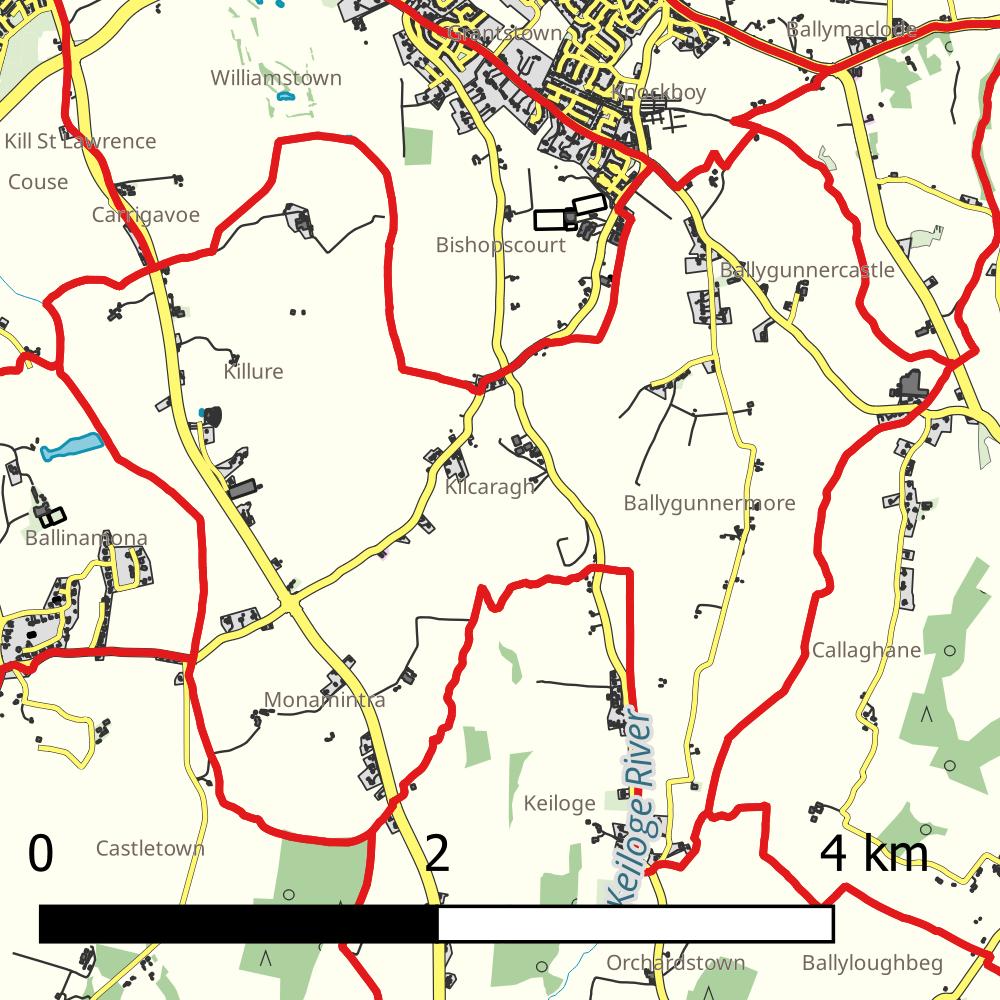 Ballymaclode
Grantstown
Williamstown
Knockboy
Kill St Lawrence
Couse
Carrigavoe
Bishopscourt
Ballygunnercastle
Killure
Kilcaragh
Ballygunnermore
Ballinamona
Callaghane
Monamintra
Keiloge River
Keiloge
Castletown
0 2 4 km
Orchardstown
Ballyloughbeg